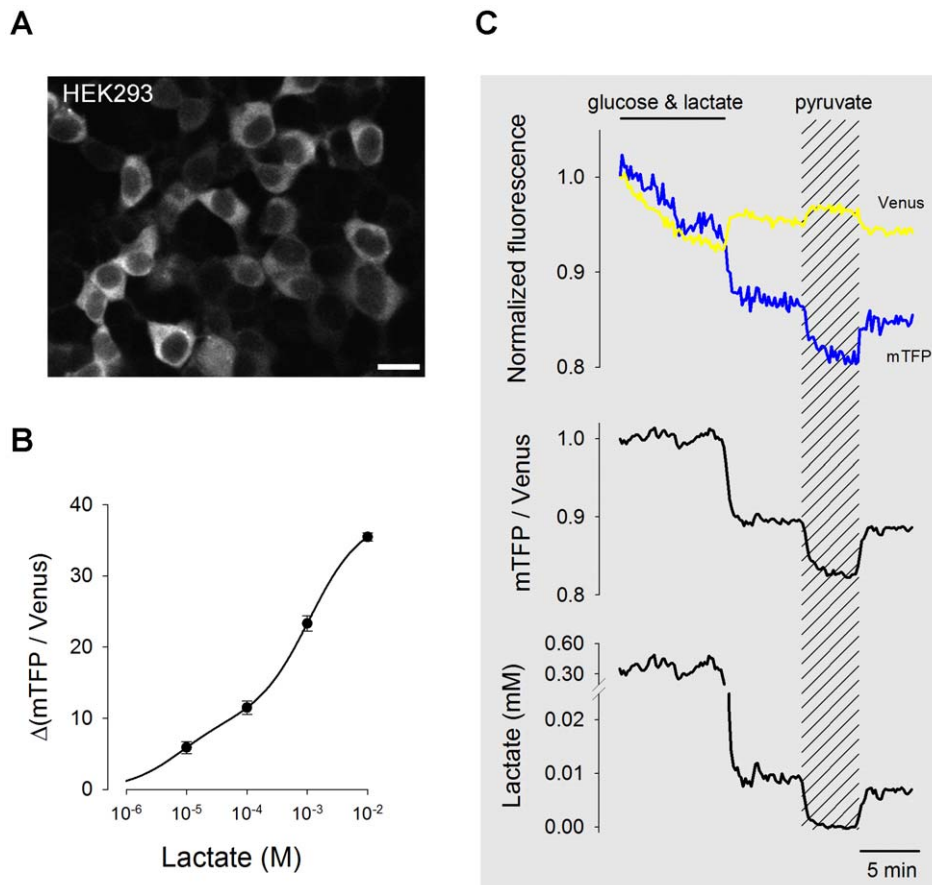 A
HEK293
B
Δ(mTFP / Venus)
40
30
20
10
0
10⁻⁶ 10⁻⁵ 10⁻⁴ 10⁻³ 10⁻²
Lactate (M)
C
glucose & lactate pyruvate
Normalized fluorescence
1.0
0.9
0.8
Venus
mTFP
mTFP / Venus
1.0
0.9
0.8
Lactate (mM)
0.60
0.30
0.02
0.01
0.00
5 min